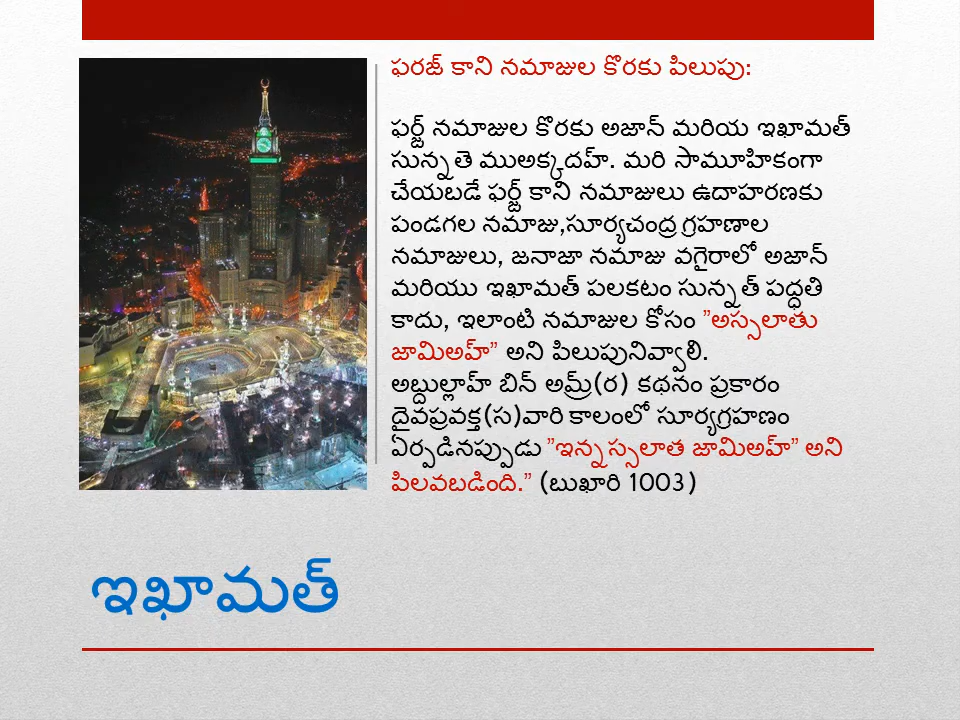 ఫరజ్ కాని నమాజుల కొరకు పిలుపు:
ఫర్జ్ నమాజుల కొరకు అజాన్ మరియ ఇఖామత్
సున్నతె ముఅక్కదహ్. మరి సామూహికంగా
చేయబడే ఫర్జ్ కాని నమాజులు ఉదాహరణకు
పండగల నమాజు,సూర్యచంద్ర గ్రహణాల
నమాజులు, జనాజా నమాజు వగైరాలో అజాన్
మరియు ఇఖామత్ పలకటం సున్నత్ పద్ధతి
కాదు, ఇలాంటి నమాజుల కోసం ”అస్సలాతు
జామిఅహ్” అని పిలుపునివ్వాలి.
అబ్దుల్లాహ్ బిన్ అమ్ర్(ర) కథనం ప్రకారం
దైవప్రవక్త(స)వారి కాలంలో సూర్యగ్రహణం
ఏర్పడినప్పుడు ”ఇన్నస్సలాత జామిఅహ్” అని
పిలవబడింది.” (బుఖారి 1003)
ఇఖామత్